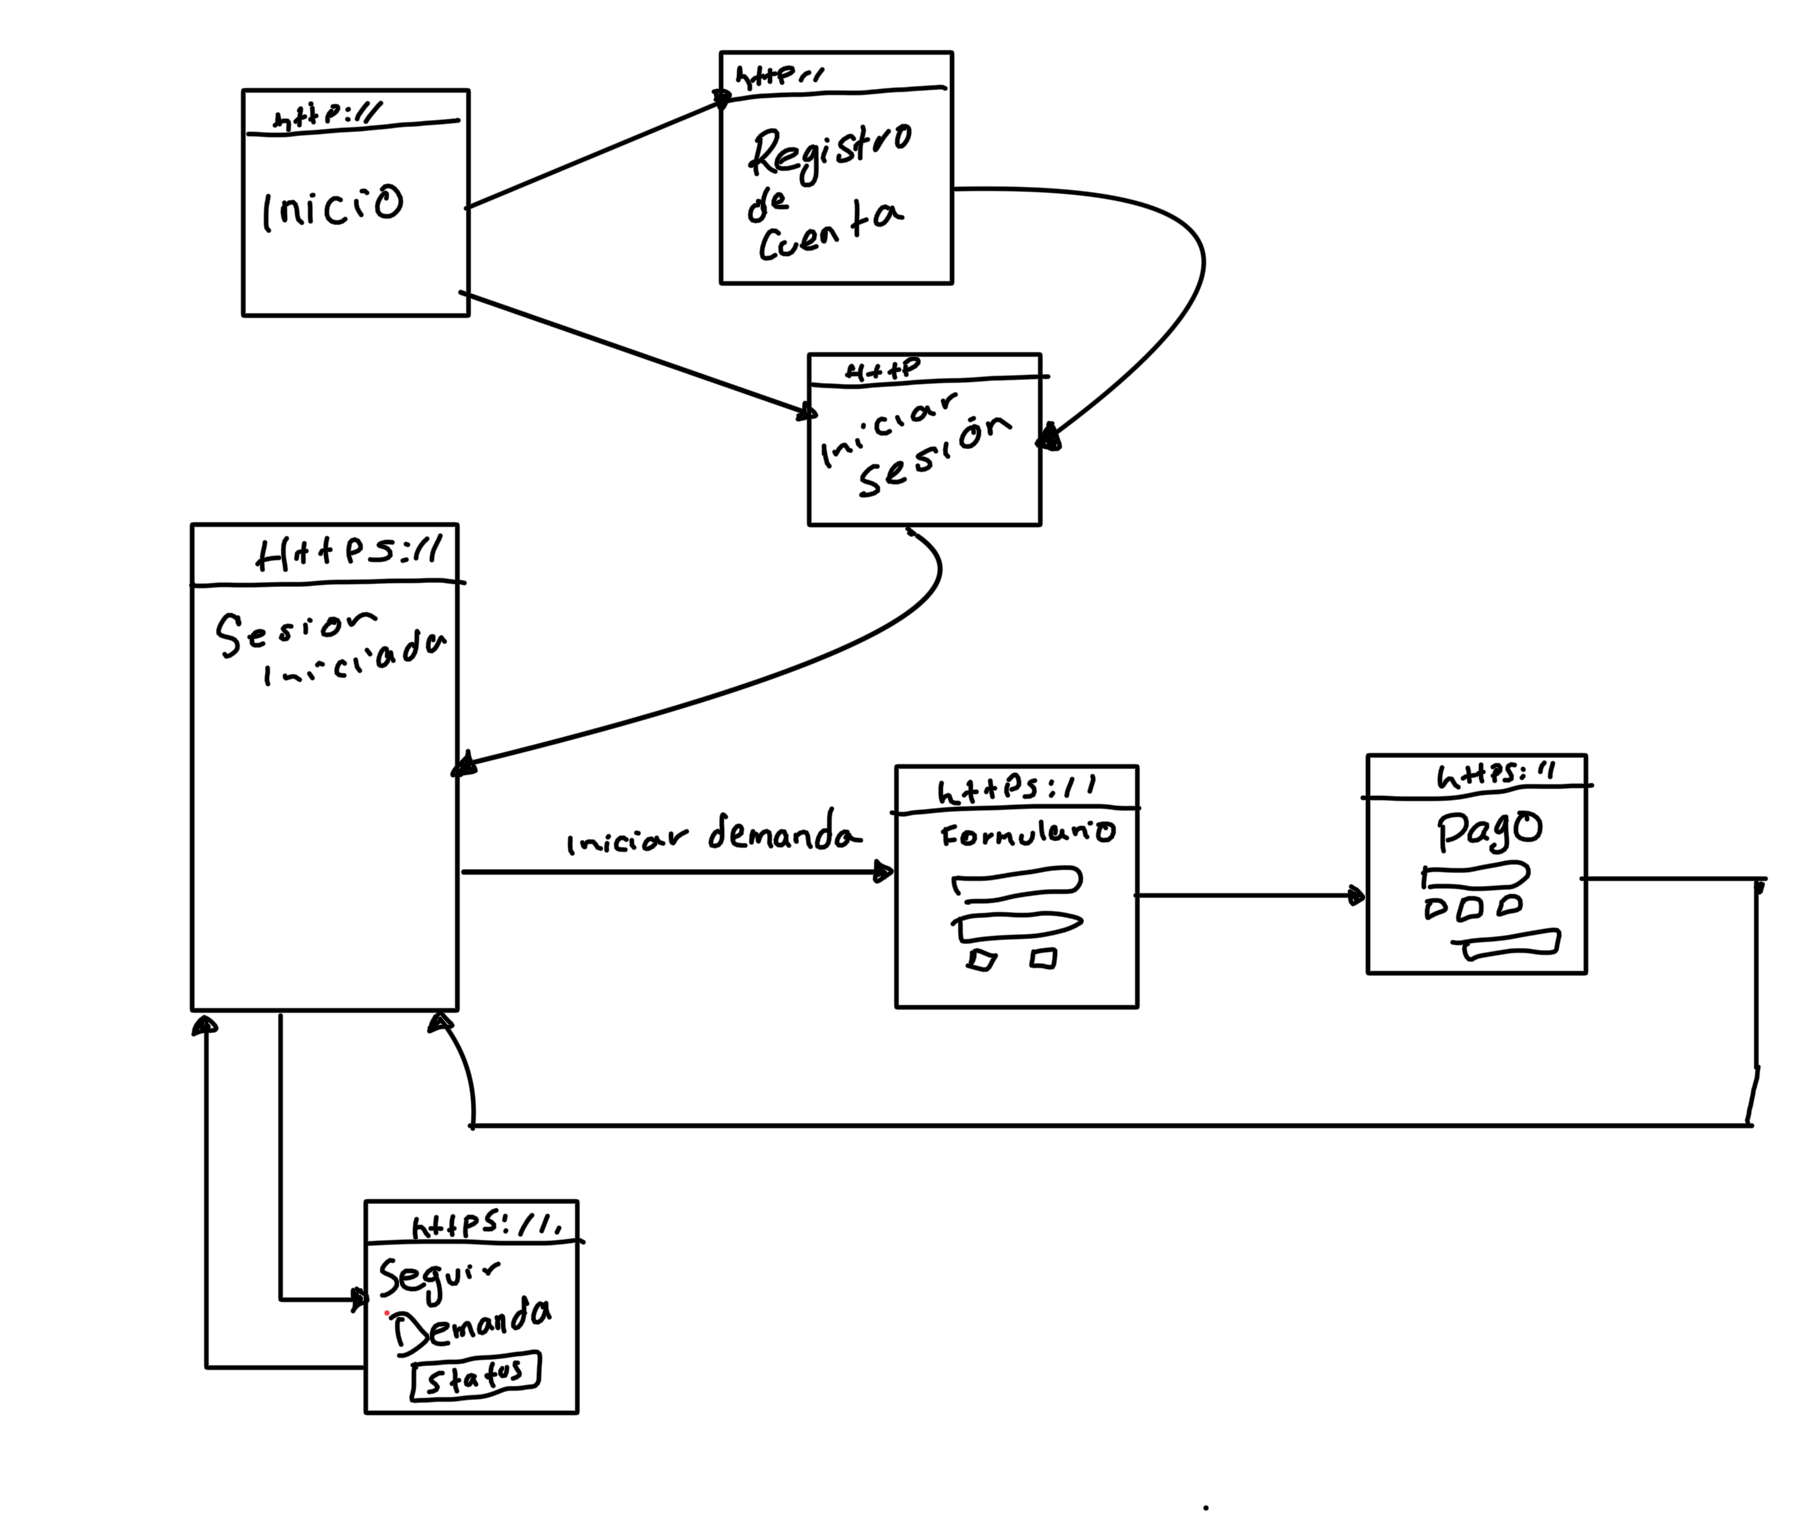 http://
Inicio
http//
Registro
de
Cuenta
Http
Iniciar
Sesión
Https://
Sesion
Iniciada
Iniciar demanda
https://
Formulario
https://
Pago
https://.
Seguir
Demanda
Status